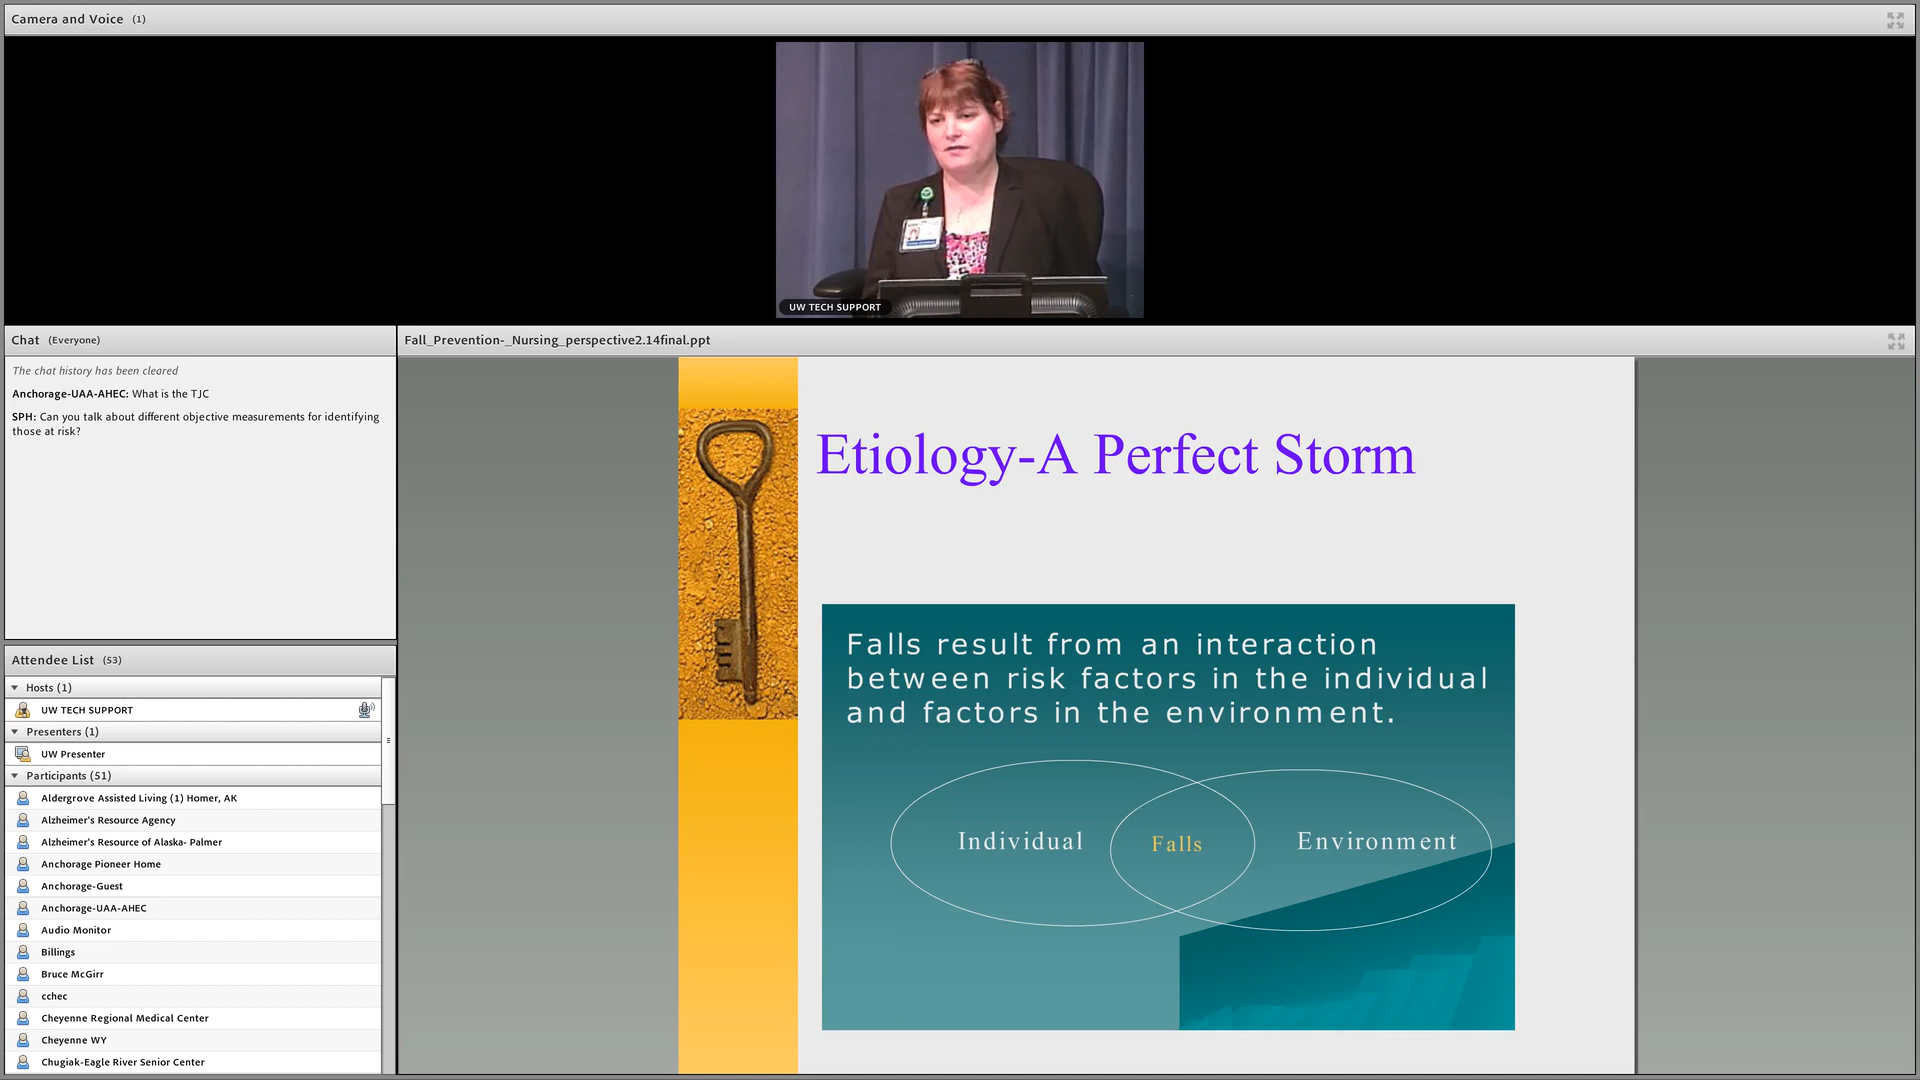 Camera and Voice (1)
UW TECH SUPPORT
Chat (Everyone)
The chat history has been cleared
Anchorage-UAA-AHEC: What is the TJC
SPH: Can you talk about different objective measurements for identifying
those at risk?
Attendee List (53)
Hosts (1)
UW TECH SUPPORT
Presenters (1)
UW Presenter
Participants (51)
Aldergrove Assisted Living (1) Homer, AK
Alzheimer's Resource Agency
Alzheimer's Resource of Alaska- Palmer
Anchorage Pioneer Home
Anchorage-Guest
Anchorage-UAA-AHEC
Audio Monitor
Billings
Bruce McGirr
cchec
Cheyenne Regional Medical Center
Cheyenne WY
Chugiak-Eagle River Senior Center
Fall_Prevention-_Nursing_perspective2.14final.ppt
Etiology-A Perfect Storm
Falls result from an interaction
between risk factors in the individual
and factors in the environment.
Individual
Falls
Environment